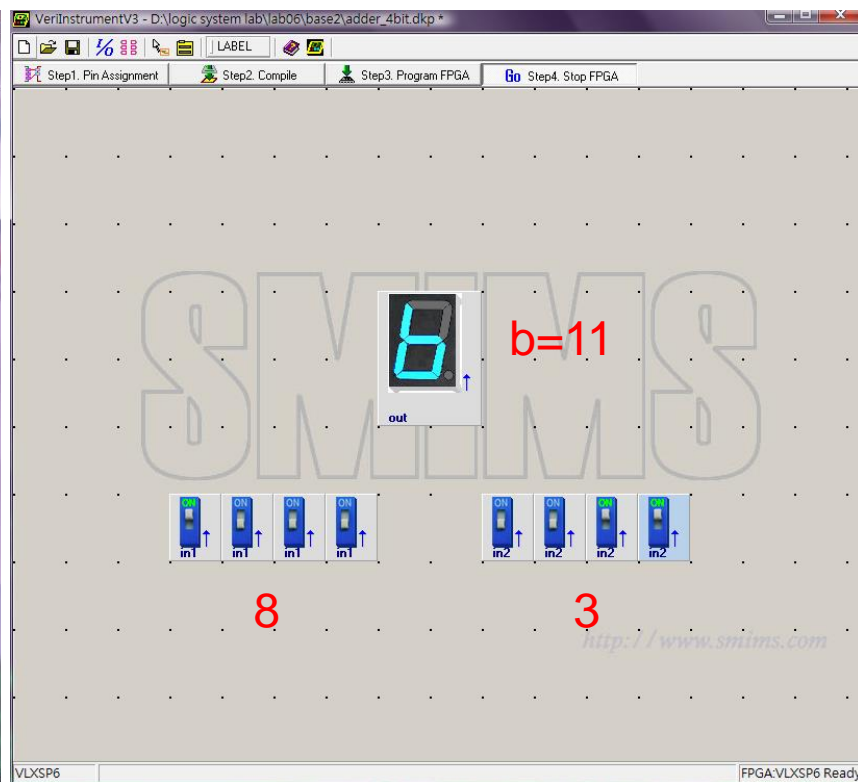 VeriInstrumentV3 - D:\logic system lab\lab06\base2\adder_4bit.dkp *
I/O LABEL
Step1. Pin Assignment Step2. Compile Step3. Program FPGA Go Step4. Stop FPGA
SMIMS
b
b=11
out
ON ON ON ON ON ON ON ON
in1 in1 in1 in1 in2 in2 in2 in2
8 3
http://www.smims.com
VLXSP6 FPGA:VLXSP6 Ready